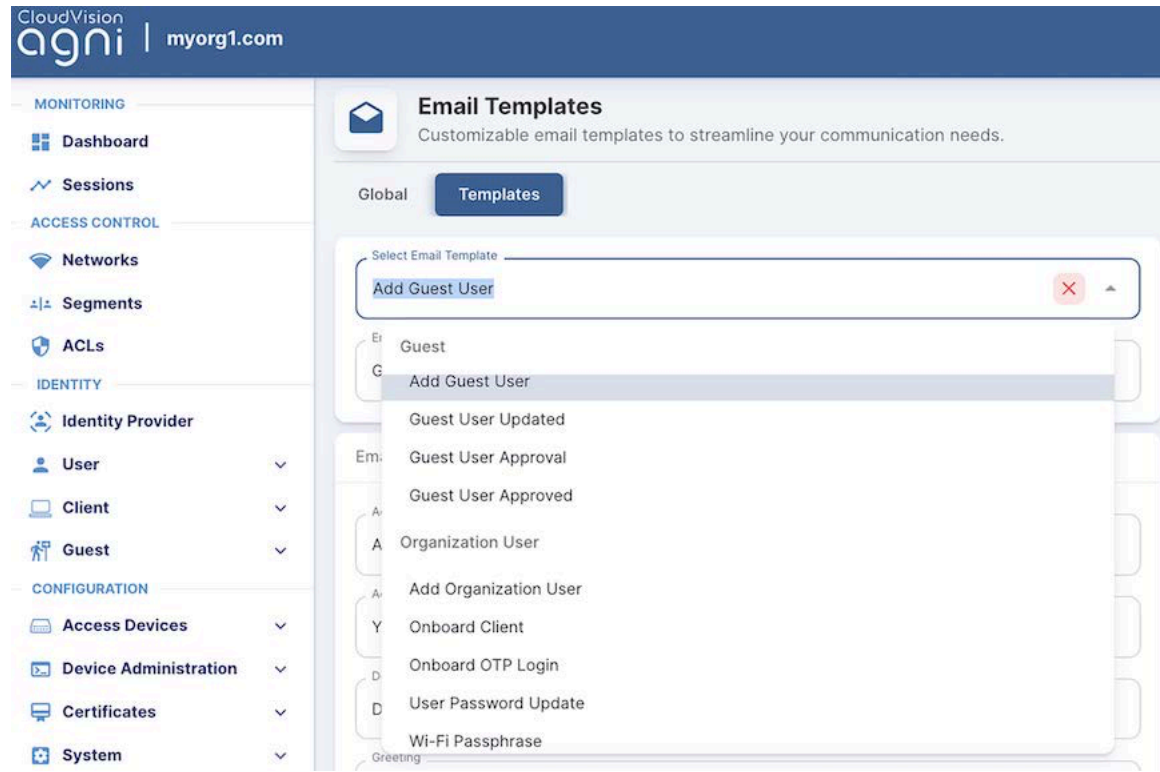 CloudVision
agni | myorg1.com
MONITORING
Dashboard
Sessions
ACCESS CONTROL
Networks
Segments
ACLs
IDENTITY
Identity Provider
User
Client
Guest
CONFIGURATION
Access Devices
Device Administration
Certificates
System
Email Templates
Customizable email templates to streamline your communication needs.
Global
Templates
Select Email Template
Add Guest User
Guest
Add Guest User
Guest User Updated
Guest User Approval
Guest User Approved
Organization User
Add Organization User
Onboard Client
Onboard OTP Login
User Password Update
Wi-Fi Passphrase
Greeting